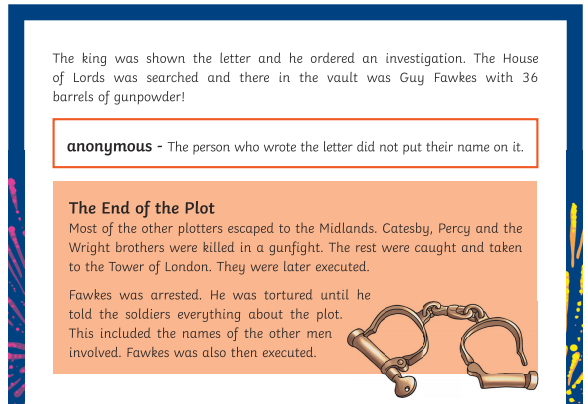 The king was shown the letter and he ordered an investigation. The House
of Lords was searched and there in the vault was Guy Fawkes with 36
barrels of gunpowder!
anonymous - The person who wrote the letter did not put their name on it.
The End of the Plot
Most of the other plotters escaped to the Midlands. Catesby, Percy and the
Wright brothers were killed in a gunfight. The rest were caught and taken
to the Tower of London. They were later executed.
Fawkes was arrested. He was tortured until he
told the soldiers everything about the plot.
This included the names of the other men
involved. Fawkes was also then executed.